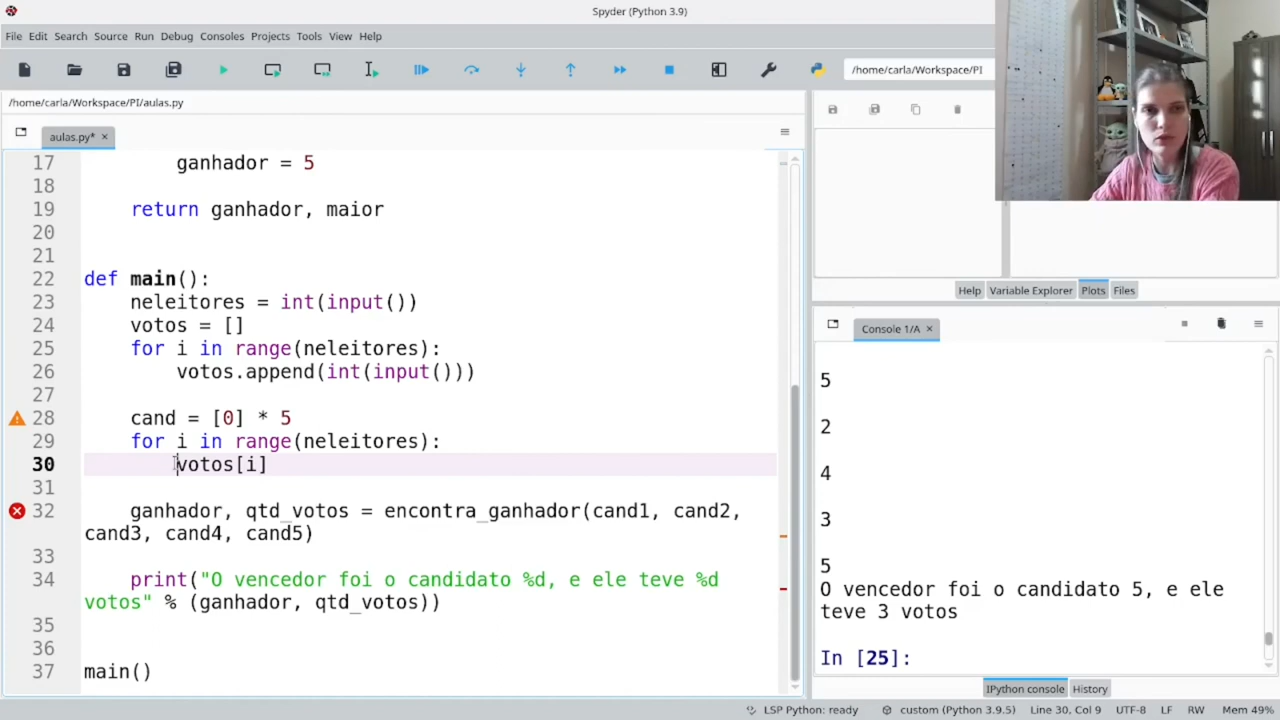 Spyder (Python 3.9)
File Edit Search Source Run Debug Consoles Projects Tools View Help
/home/carla/Workspace/PI
/home/carla/Workspace/PI/aulas.py
aulas.py*
17 ganhador = 5
18
19 return ganhador, maior
20
21
22 def main():
23 neleitores = int(input())
24 votos = []
25 for i in range(neleitores):
26 votos.append(int(input()))
27
28 cand = [0] * 5
29 for i in range(neleitores):
30 votos[i]
31
32 ganhador, qtd_votos = encontra_ganhador(cand1, cand2,
cand3, cand4, cand5)
33
34 print("O vencedor foi o candidato %d, e ele teve %d
votos" % (ganhador, qtd_votos))
35
36
37 main()
Help Variable Explorer Plots Files
Console 1/A
5
2
4
3
5
O vencedor foi o candidato 5, e ele
teve 3 votos
In [25]:
IPython console History
LSP Python: ready custom (Python 3.9.5) Line 30, Col 9 UTF-8 LF RW Mem 49%